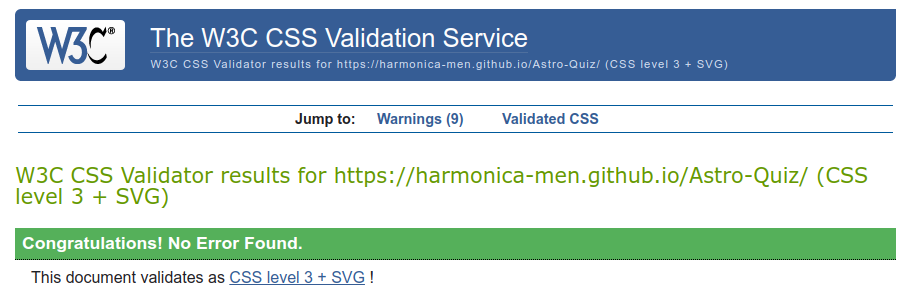 W3C® The W3C CSS Validation Service
W3C CSS Validator results for https://harmonica-men.github.io/Astro-Quiz/ (CSS level 3 + SVG)
Jump to: Warnings (9) Validated CSS
W3C CSS Validator results for https://harmonica-men.github.io/Astro-Quiz/ (CSS
level 3 + SVG)
Congratulations! No Error Found.
This document validates as CSS level 3 + SVG !